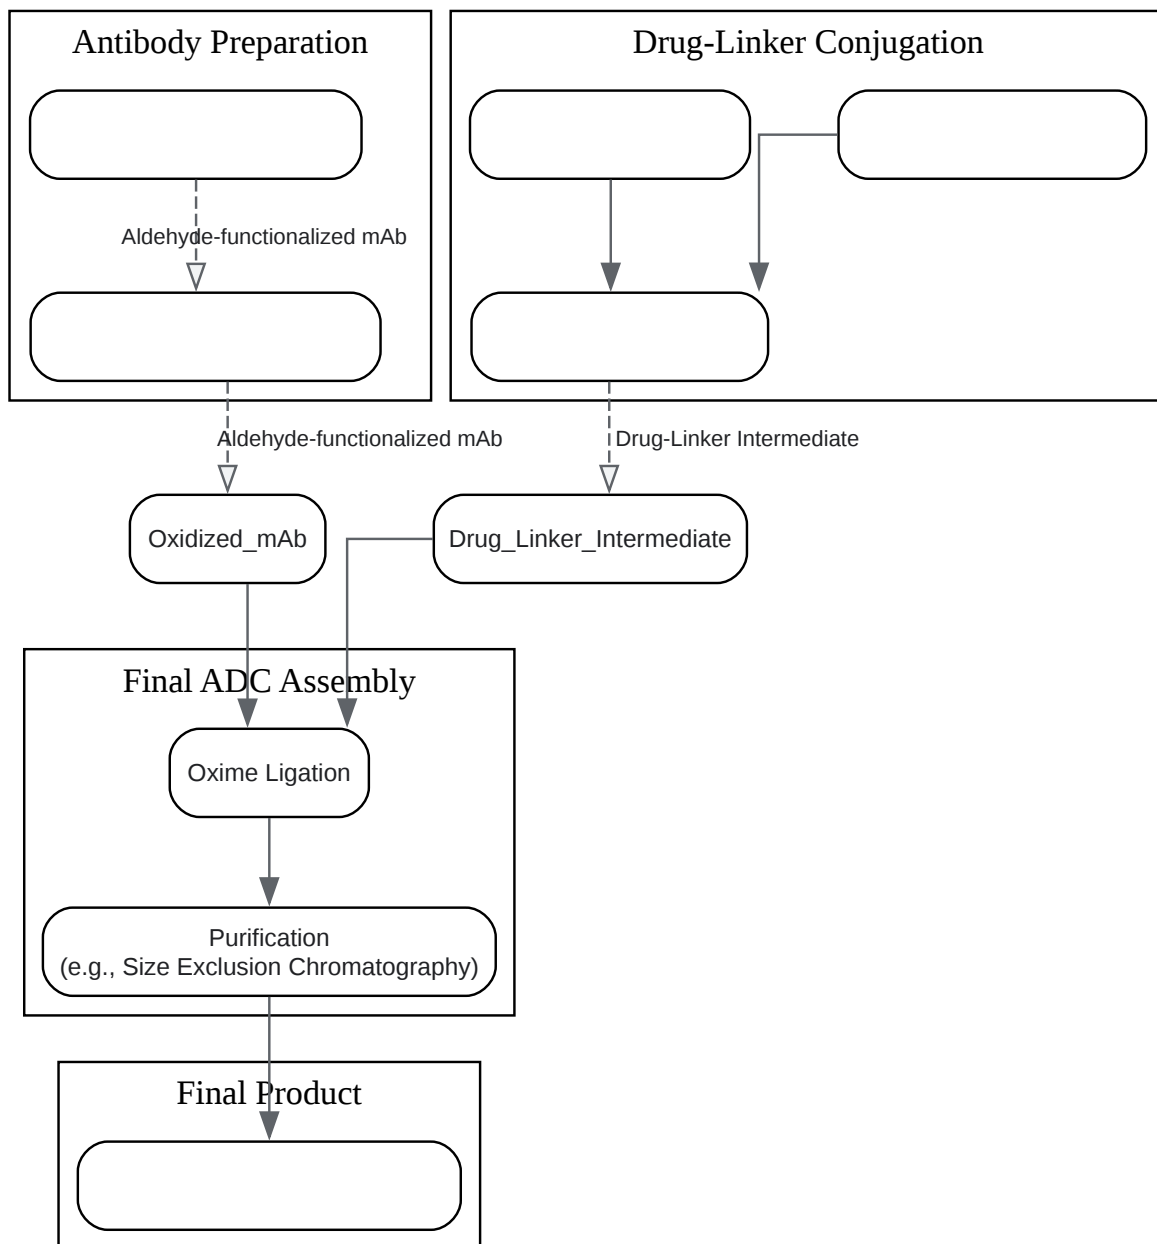 Antibody Preparation
Drug-Linker Conjugation
Aldehyde-functionalized mAb
Aldehyde-functionalized mAb
Drug-Linker Intermediate
Oxidized_mAb
Drug_Linker_Intermediate
Final ADC Assembly
Oxime Ligation
Purification
(e.g., Size Exclusion Chromatography)
Final Product